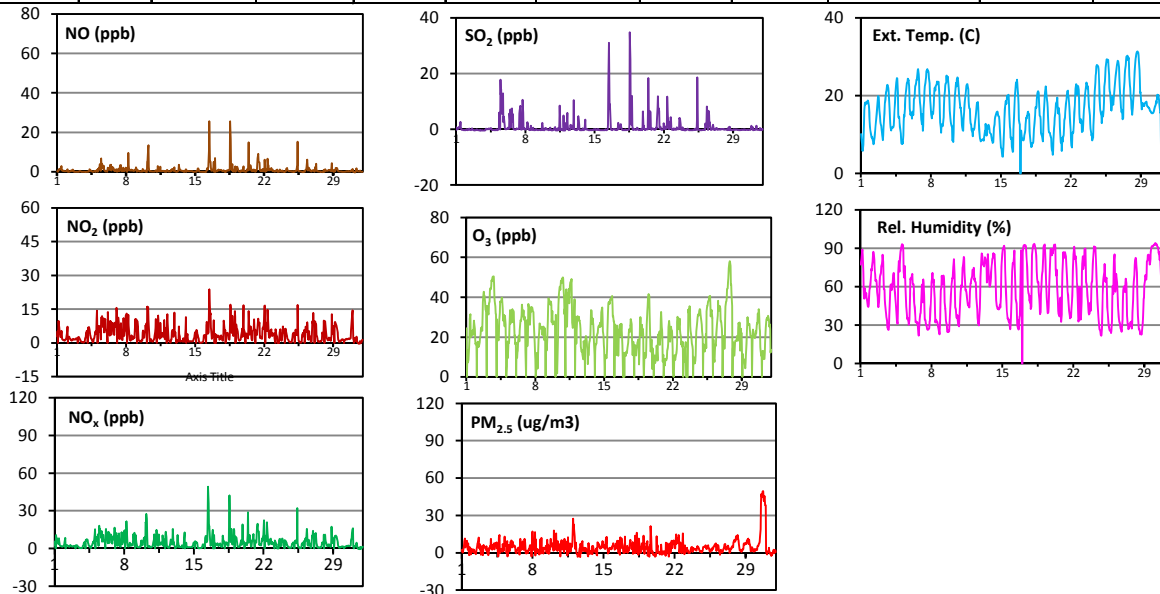 NO (ppb)
80
60
40
20
0
1 8 15 22 29
SO2 (ppb)
40
20
0
-20
1 8 15 22 29
Ext. Temp. (C)
40
20
0
1 8 15 22 29
NO2 (ppb)
60
45
30
15
0
-15
1 8 15 22 29
Axis Title
O3 (ppb)
80
60
40
20
0
1 8 15 22 29
Rel. Humidity (%)
120
90
60
30
0
1 8 15 22 29
NOx (ppb)
120
90
60
30
0
-30
1 8 15 22 29
PM2.5 (ug/m3)
120
90
60
30
0
-30
1 8 15 22 29